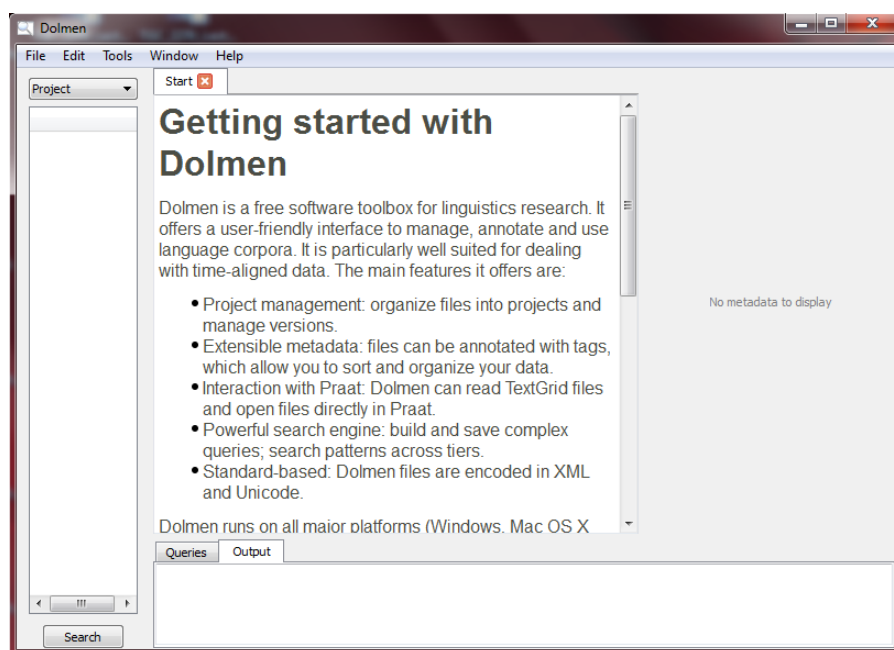 Dolmen
File Edit Tools Window Help
Project
Start
Getting started with
Dolmen
Dolmen is a free software toolbox for linguistics research. It
offers a user-friendly interface to manage, annotate and use
language corpora. It is particularly well suited for dealing
with time-aligned data. The main features it offers are:
• Project management: organize files into projects and
manage versions.
• Extensible metadata: files can be annotated with tags,
which allow you to sort and organize your data.
• Interaction with Praat: Dolmen can read TextGrid files
and open files directly in Praat.
• Powerful search engine: build and save complex
queries; search patterns across tiers.
• Standard-based: Dolmen files are encoded in XML
and Unicode.
Dolmen runs on all major platforms (Windows, Mac OS X
No metadata to display
Queries Output
Search